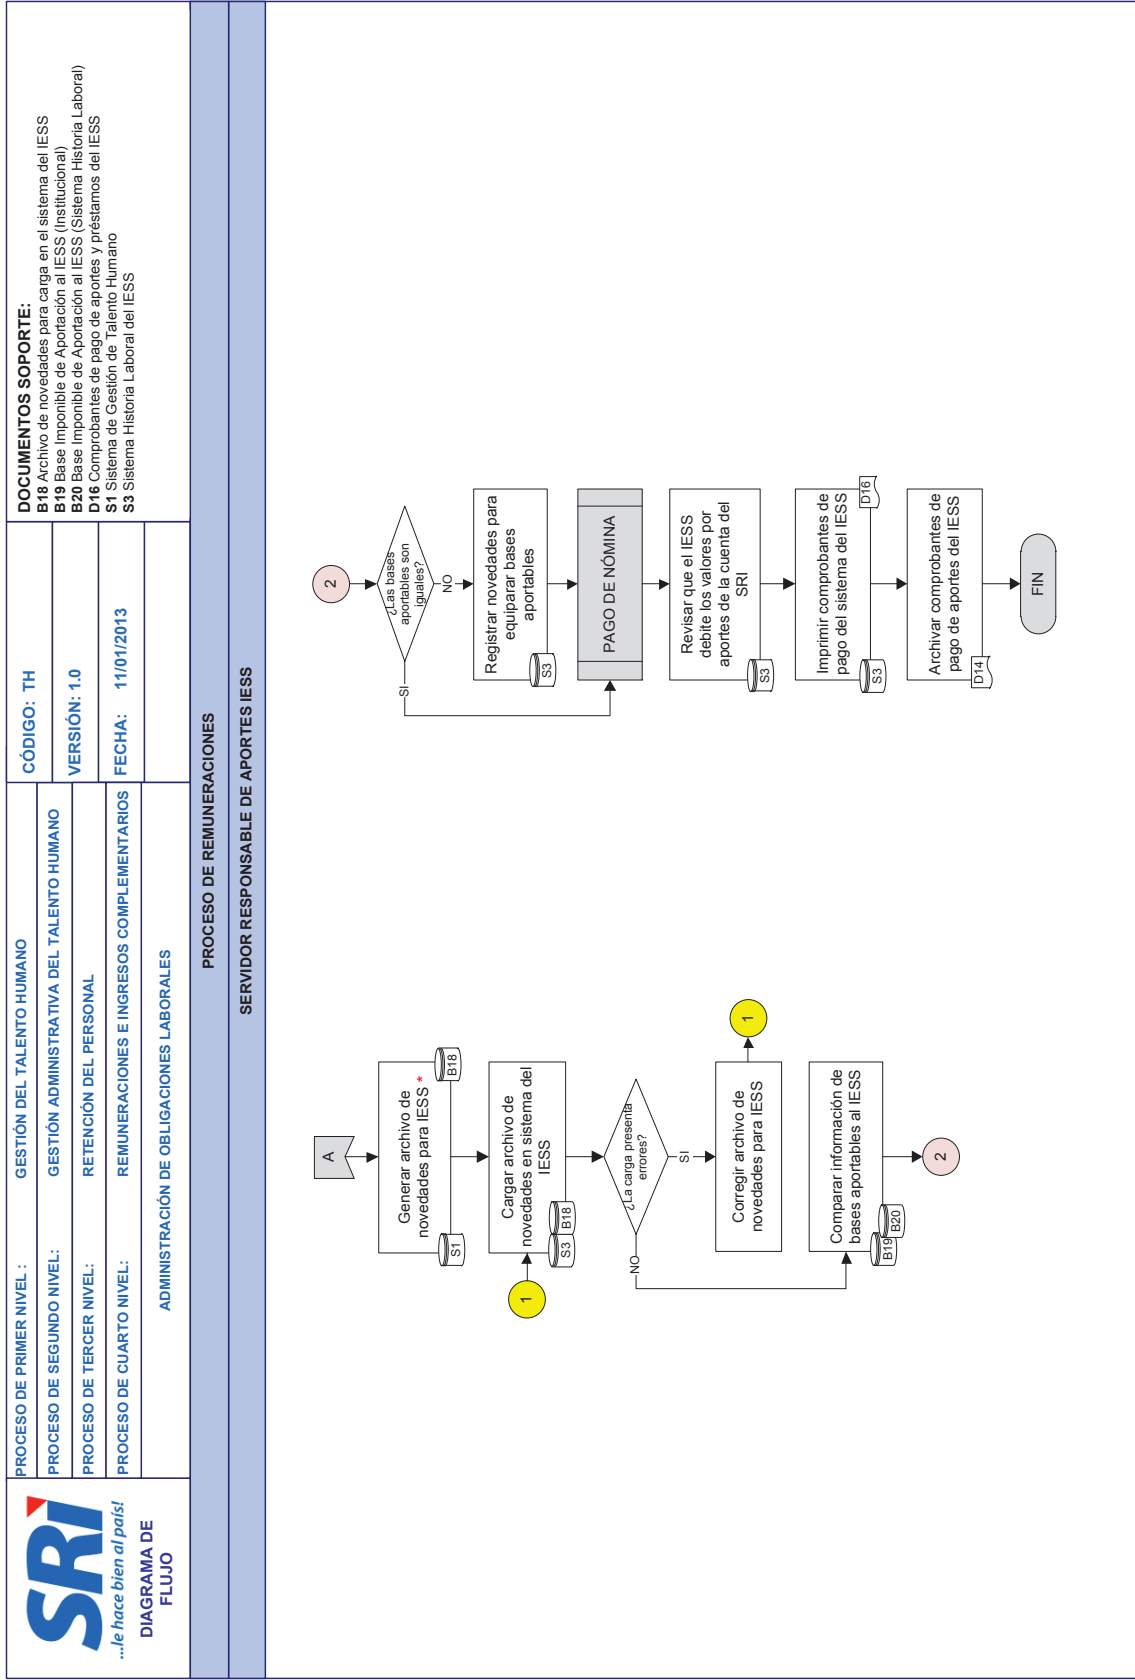 SRi
...le hace bien al país!
DIAGRAMA DE
FLUJO
PROCESO DE PRIMER NIVEL :
GESTIÓN DEL TALENTO HUMANO
PROCESO DE SEGUNDO NIVEL:
GESTIÓN ADMINISTRATIVA DEL TALENTO HUMANO
PROCESO DE TERCER NIVEL:
RETENCIÓN DEL PERSONAL
PROCESO DE CUARTO NIVEL:
REMUNERACIONES E INGRESOS COMPLEMENTARIOS
ADMINISTRACIÓN DE OBLIGACIONES LABORALES
CÓDIGO: TH
VERSIÓN: 1.0
FECHA: 11/01/2013
DOCUMENTOS SOPORTE:
B18 Archivo de novedades para carga en el sistema del IESS
B19 Base Imponible de Aportación al IESS (Institucional)
B20 Base Imponible de Aportación al IESS (Sistema Historia Laboral)
D16 Comprobantes de pago de aportes y préstamos del IESS
S1 Sistema de Gestión de Talento Humano
S3 Sistema Historia Laboral del IESS
PROCESO DE REMUNERACIONES
SERVIDOR RESPONSABLE DE APORTES IESS
A
Generar archivo de
novedades para IESS *
S1
B18
Cargar archivo de
novedades en sistema del
IESS
1
S3
B18
¿La carga presenta
errores?
NO
SI
Corregir archivo de
novedades para IESS
1
Comparar información de
bases aportables al IESS
B19
B20
2
2
¿Las bases
aportables son
iguales?
SI
NO
Registrar novedades para
equiparar bases
aportables
S3
PAGO DE NÓMINA
Revisar que el IESS
debite los valores por
aportes de la cuenta del
SRI
S3
Imprimir comprobantes de
pago del sistema del IESS
S3
D16
Archivar comprobantes de
pago de aportes del IESS
D14
FIN